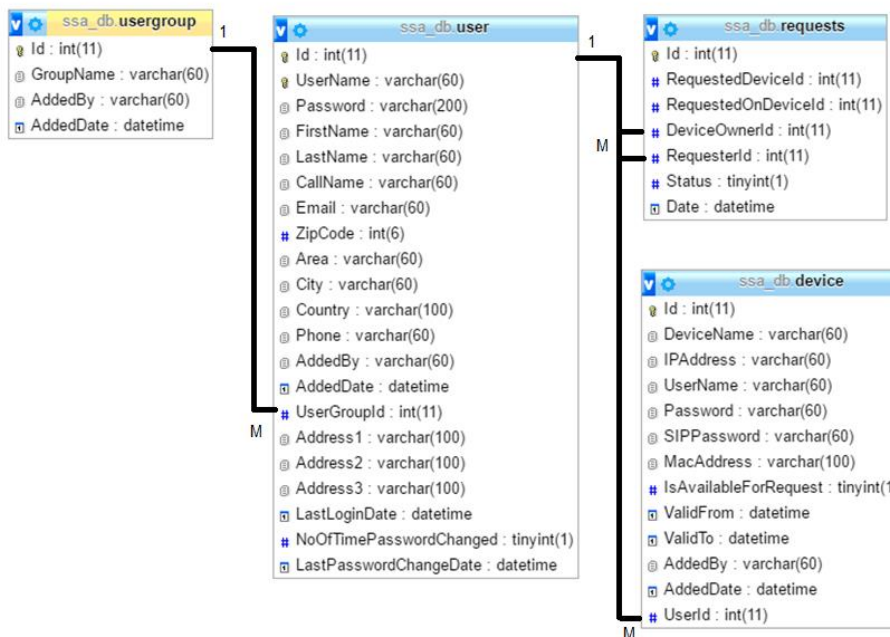 ssa_db.usergroup
Id : int(11)
GroupName : varchar(60)
AddedBy : varchar(60)
AddedDate : datetime
1
M
ssa_db.user
Id : int(11)
UserName : varchar(60)
Password : varchar(200)
FirstName : varchar(60)
LastName : varchar(60)
CallName : varchar(60)
Email : varchar(60)
ZipCode : int(6)
Area : varchar(60)
City : varchar(60)
Country : varchar(100)
Phone : varchar(60)
AddedBy : varchar(60)
AddedDate : datetime
UserGroupId : int(11)
Address1 : varchar(100)
Address2 : varchar(100)
Address3 : varchar(100)
LastLoginDate : datetime
NoOfTimePasswordChanged : tinyint(1)
LastPasswordChangeDate : datetime
1
M
M
ssa_db.requests
Id : int(11)
RequestedDeviceId : int(11)
RequestedOnDeviceId : int(11)
DeviceOwnerId : int(11)
RequesterId : int(11)
Status : tinyint(1)
Date : datetime
ssa_db.device
Id : int(11)
DeviceName : varchar(60)
IPAddress : varchar(60)
UserName : varchar(60)
Password : varchar(60)
SIPPassword : varchar(60)
MacAddress : varchar(100)
IsAvailableForRequest : tinyint(1
ValidFrom : datetime
ValidTo : datetime
AddedBy : varchar(60)
AddedDate : datetime
UserId : int(11)